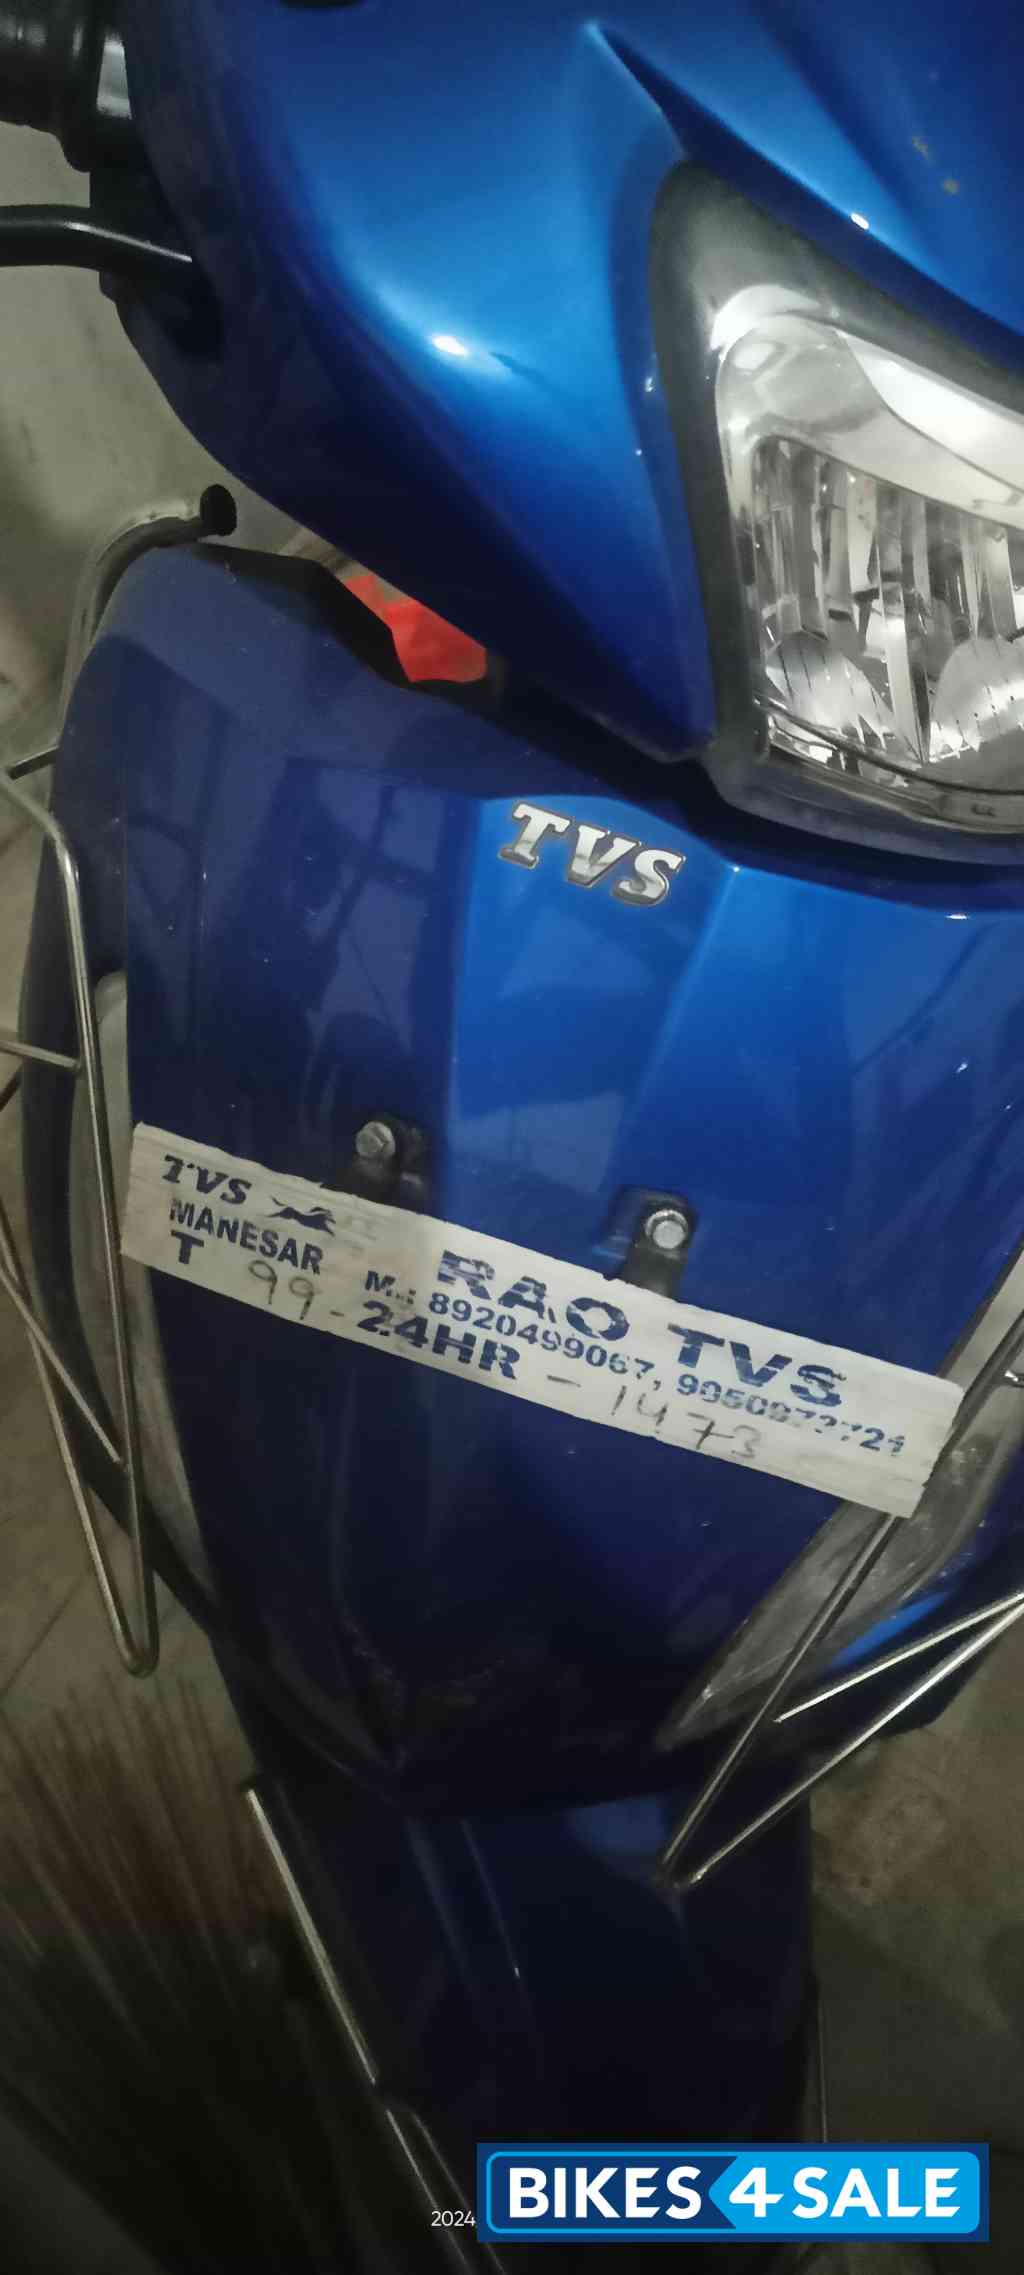 TVS
TVS
MANESAR RAO TVS
M.: 8920499067,
T 99- 24HR - 1473
2024
BIKES4SALE